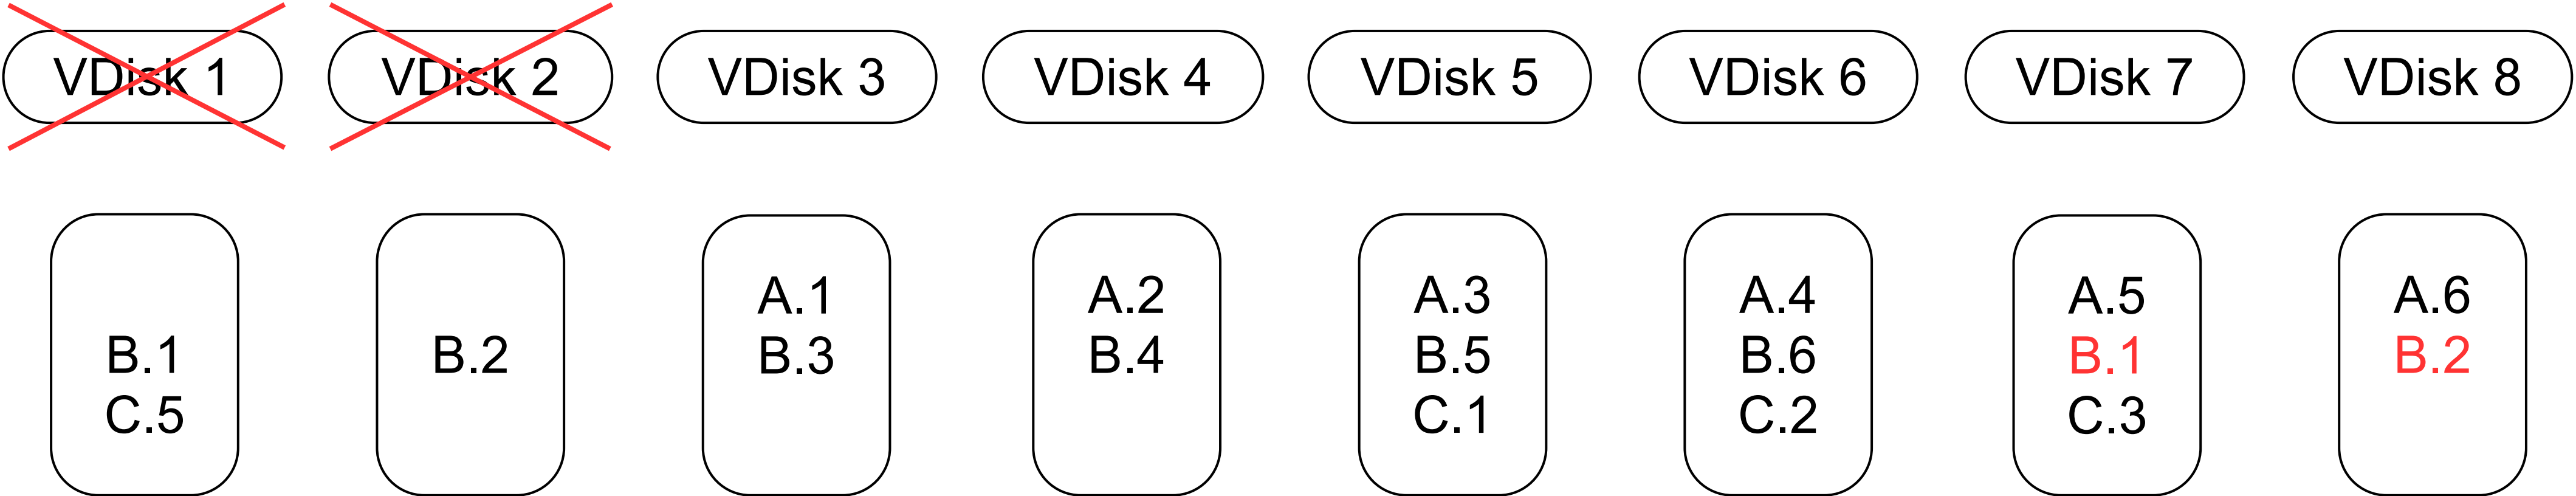 VDisk 1 VDisk 2 VDisk 3 VDisk 4 VDisk 5 VDisk 6 VDisk 7 VDisk 8
A.1 A.2 A.3 A.4 A.5 A.6
B.1 B.2 B.3 B.4 B.5 B.6 B.1 B.2
C.5 C.1 C.2 C.3